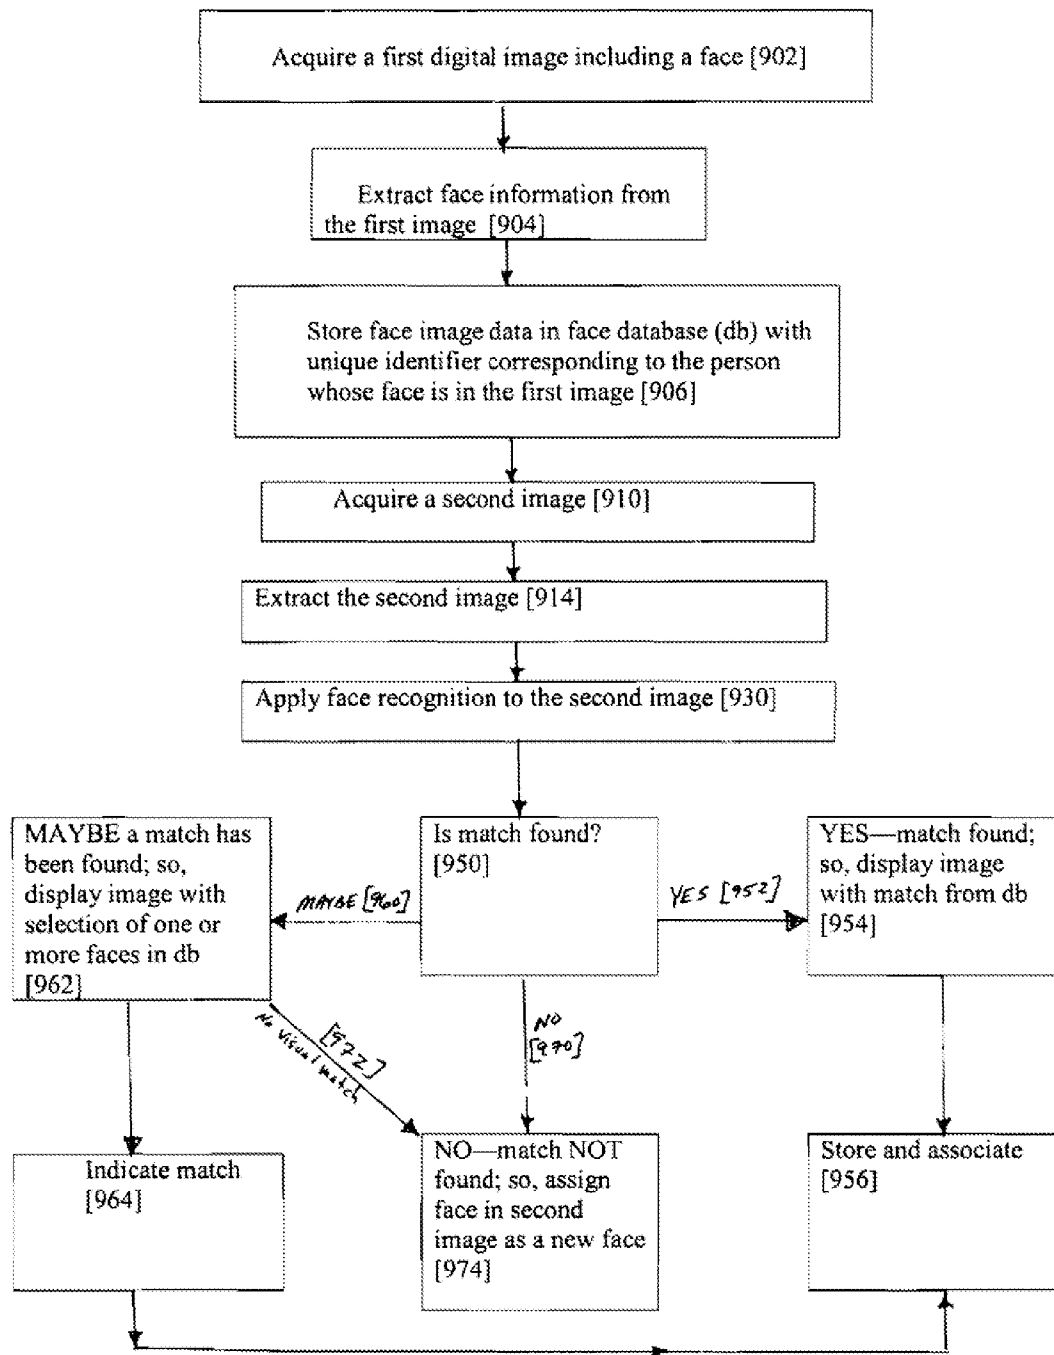 Acquire a first digital image including a face [902]
Extract face information from
the first image [904]
Store face image data in face database (db) with
unique identifier corresponding to the person
whose face is in the first image [906]
Acquire a second image [910]
Extract the second image [914]
Apply face recognition to the second image [930]
MAYBE a match has
been found; so,
display image with
selection of one or
more faces in db
[962]
MAYBE [960]
Is match found?
[950]
YES [952]
YES—match found;
so, display image
with match from db
[954]
[972]
No visual match
NO
[970]
Indicate match
[964]
NO—match NOT
found; so, assign
face in second
image as a new face
[974]
Store and associate
[956]